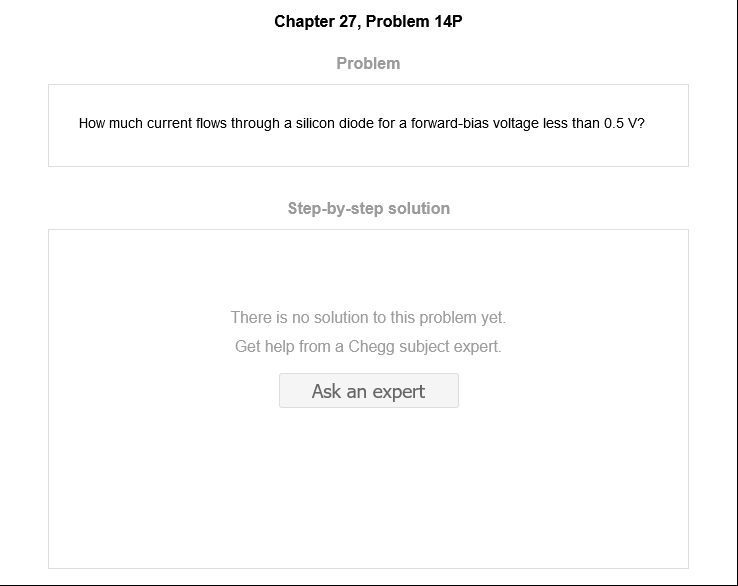 Chapter 27, Problem 14P
Problem
How much current flows through a silicon diode for a forward-bias voltage less than 0.5 V?
Step-by-step solution
There is no solution to this problem yet.
Get help from a Chegg subject expert.
Ask an expert